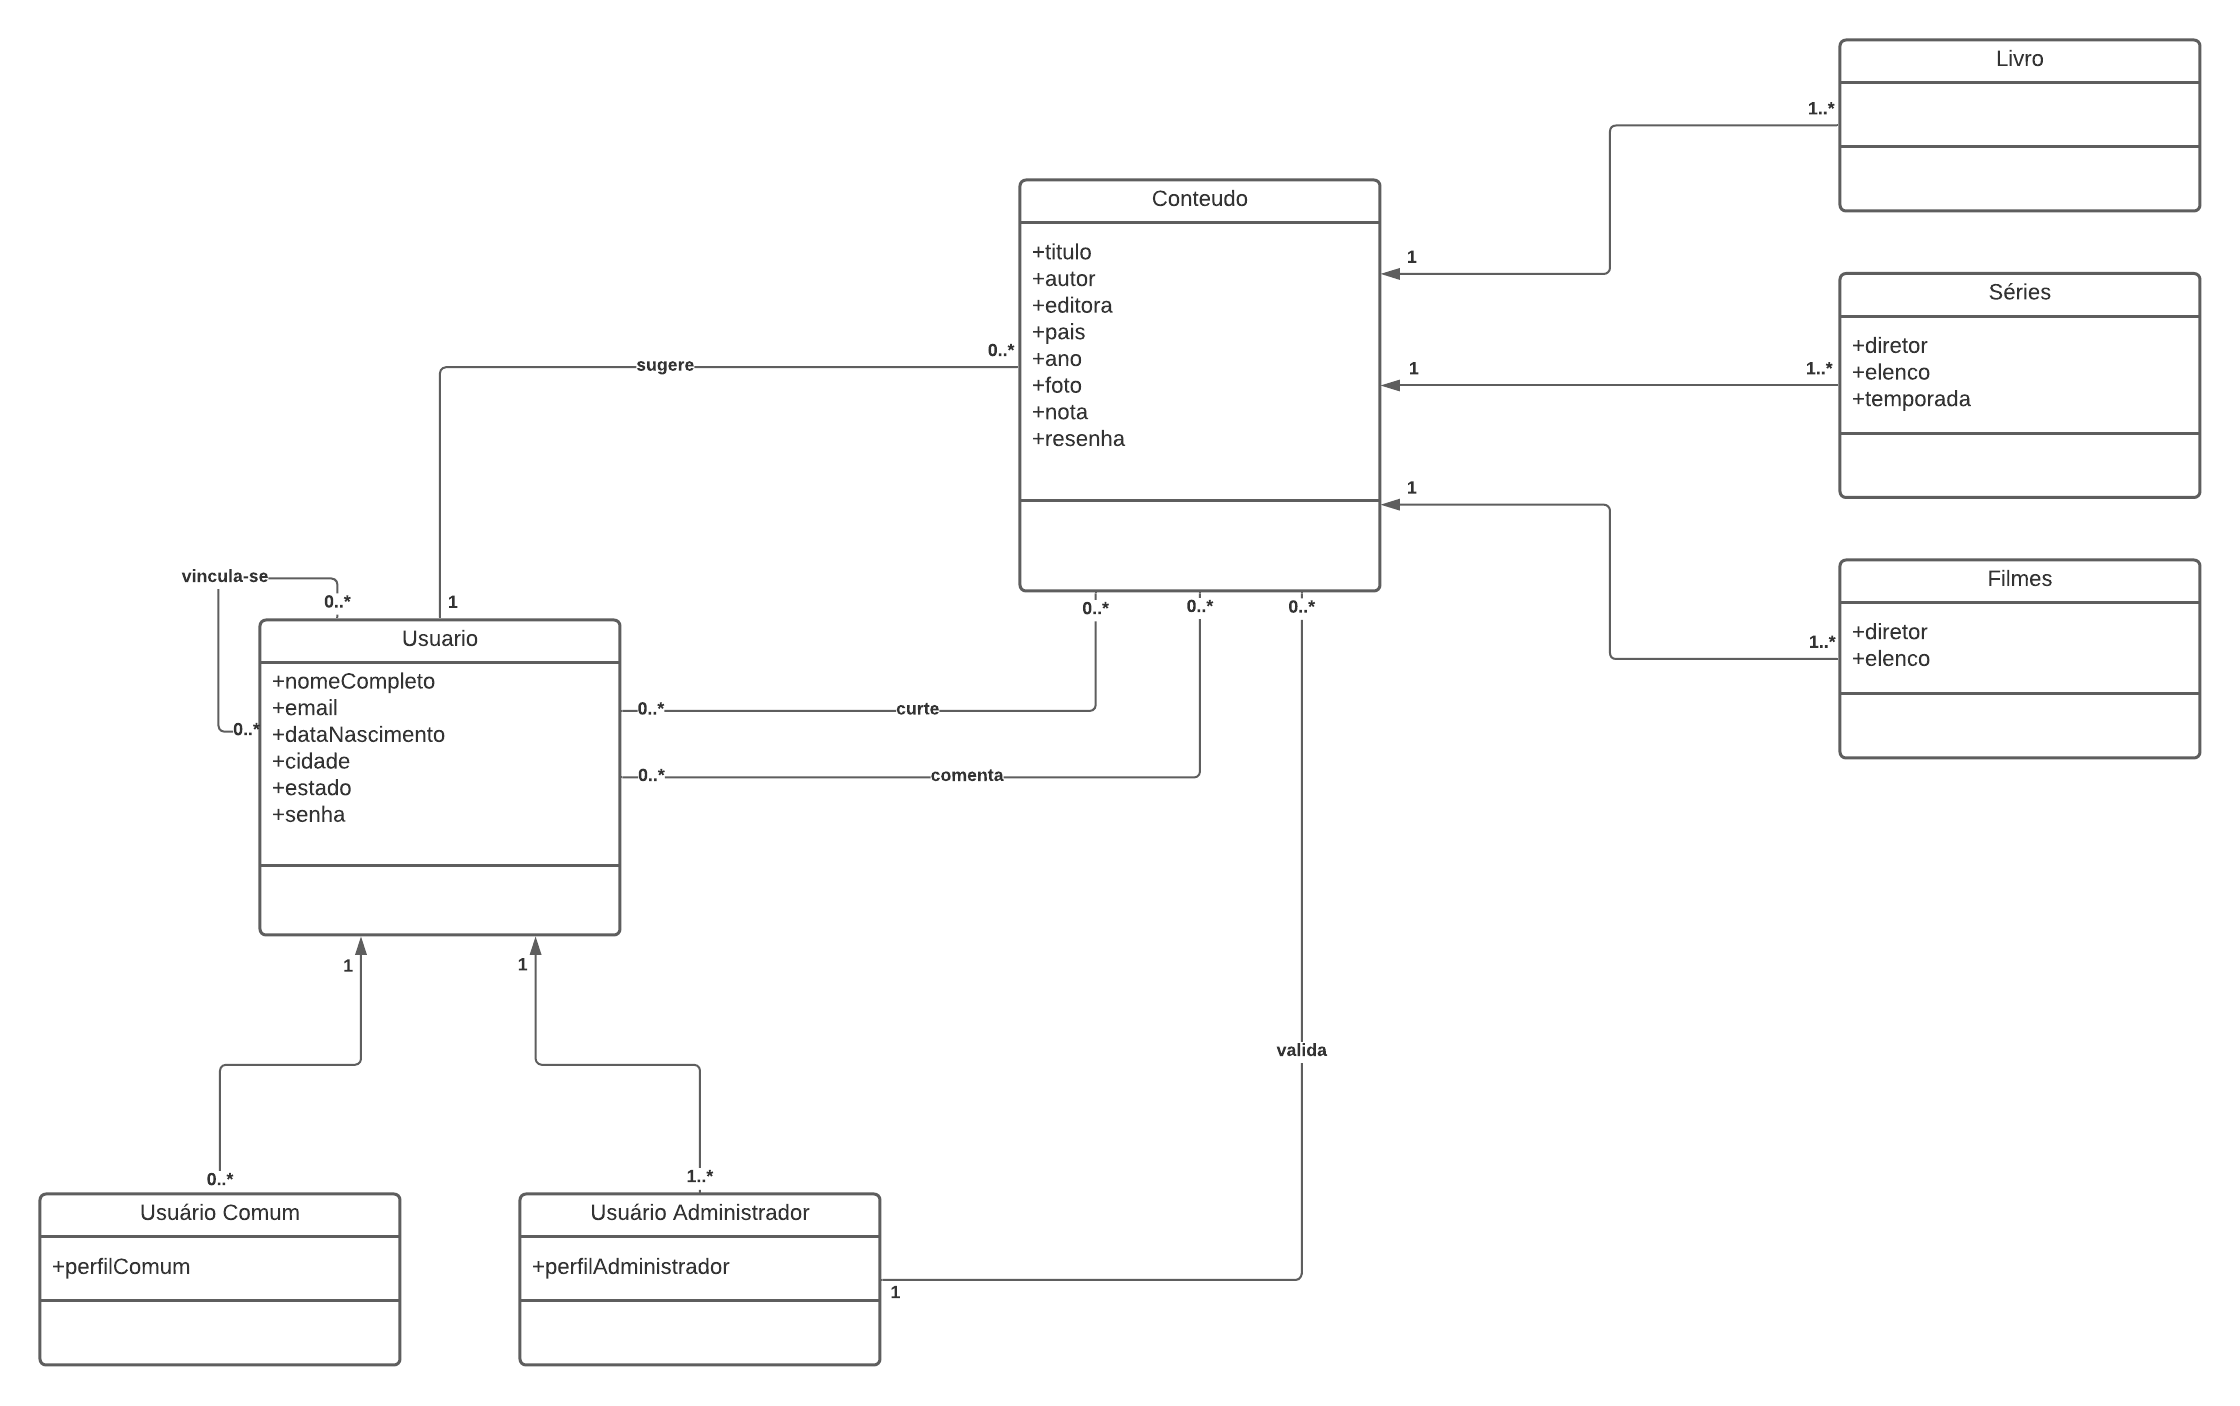 Livro
1..*
Conteudo
+titulo
+autor
+editora
+pais
+ano
+foto
+nota
+resenha
1
Séries
+diretor
+elenco
+temporada
1
1..*
0..*
sugere
1
Filmes
+diretor
+elenco
1..*
vincula-se
0..*
1
0..*
0..*
0..*
Usuario
+nomeCompleto
+email
+dataNascimento
+cidade
+estado
+senha
0..*
0..*
curte
0..*
comenta
1
1
valida
0..*
1..*
Usuário Comum
+perfilComum
Usuário Administrador
+perfilAdministrador
1